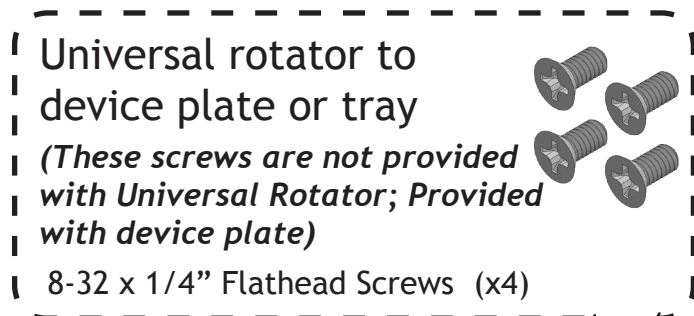 Universal rotator to
device plate or tray
(These screws are not provided
with Universal Rotator; Provided
with device plate)
8-32 x 1/4” Flathead Screws (x4)